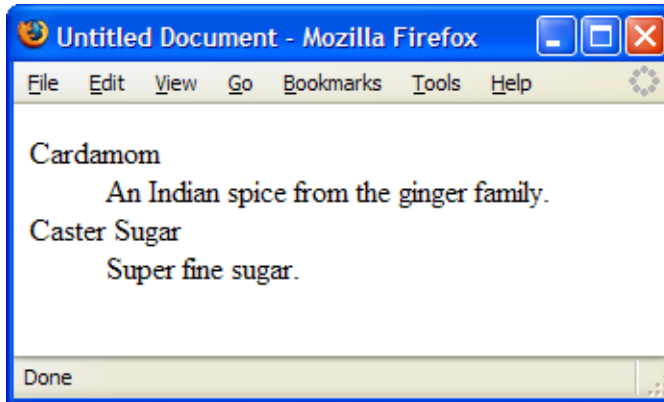 Untitled Document - Mozilla Firefox
File Edit View Go Bookmarks Tools Help
Cardamom
An Indian spice from the ginger family.
Caster Sugar
Super fine sugar.
Done